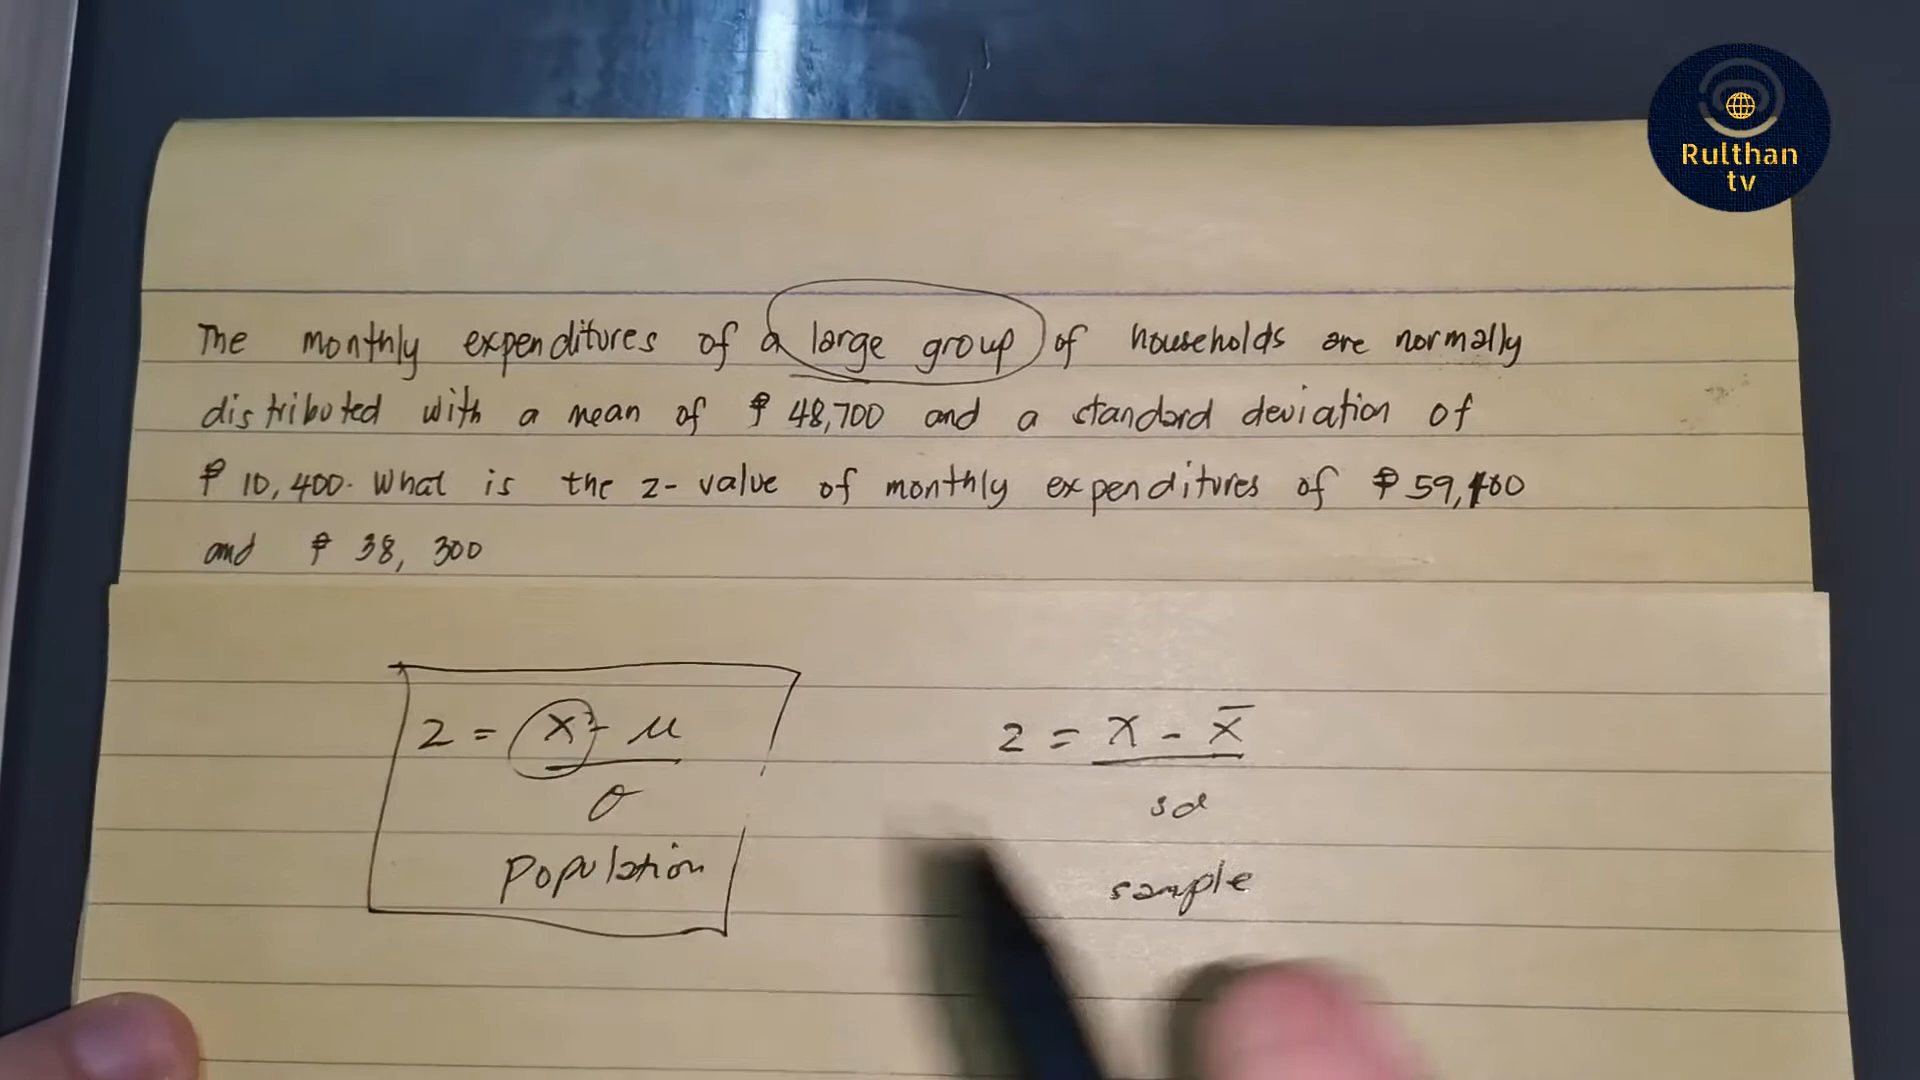 Rulthan
tv
The monthly expenditures of a large group of households are normally
distributed with a mean of ₱ 48,700 and a standard deviation of
₱ 10,400. What is the z-value of monthly expenditures of ₱ 59,100
and ₱ 38,300
z = x - μ
σ
population
z = x - x̄
sd
sample